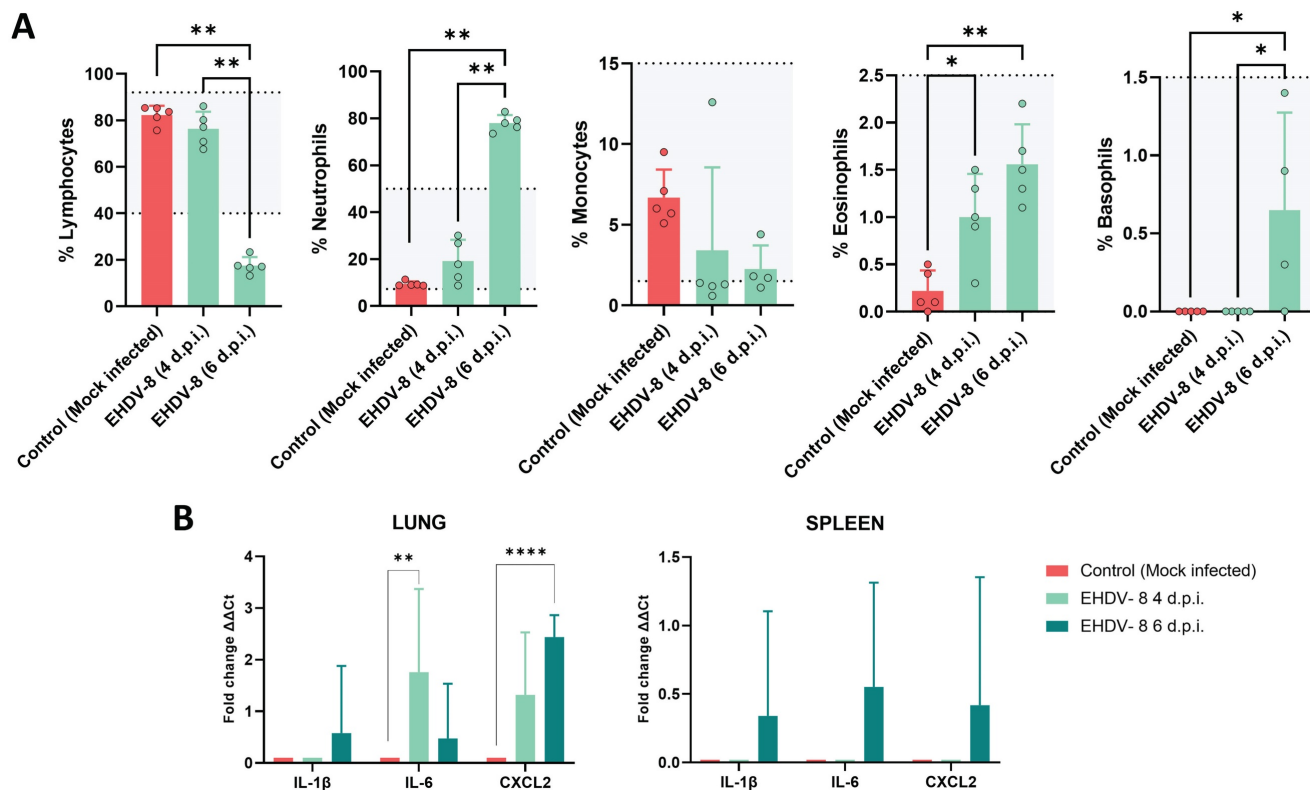 A
** ** ** ** * ** * *
% Lymphocytes
100
80
60
40
20
0
Control (Mock infected)
EHDV-8 (4 d.p.i.)
EHDV-8 (6 d.p.i.)
% Neutrophils
100
80
60
40
20
0
Control (Mock infected)
EHDV-8 (4 d.p.i.)
EHDV-8 (6 d.p.i.)
% Monocytes
15
10
5
0
Control (Mock infected)
EHDV-8 (4 d.p.i.)
EHDV-8 (6 d.p.i.)
% Eosinophils
2.5
2.0
1.5
1.0
0.5
0.0
Control (Mock infected)
EHDV-8 (4 d.p.i.)
EHDV-8 (6 d.p.i.)
% Basophils
1.5
1.0
0.5
0.0
Control (Mock infected)
EHDV-8 (4 d.p.i.)
EHDV-8 (6 d.p.i.)
B
LUNG
** ****
Fold change ΔΔCt
4
3
2
1
0
IL-1β IL-6 CXCL2
SPLEEN
Fold change ΔΔCt
1.5
1.0
0.5
0.0
IL-1β IL-6 CXCL2
Control (Mock infected)
EHDV- 8 4 d.p.i.
EHDV- 8 6 d.p.i.